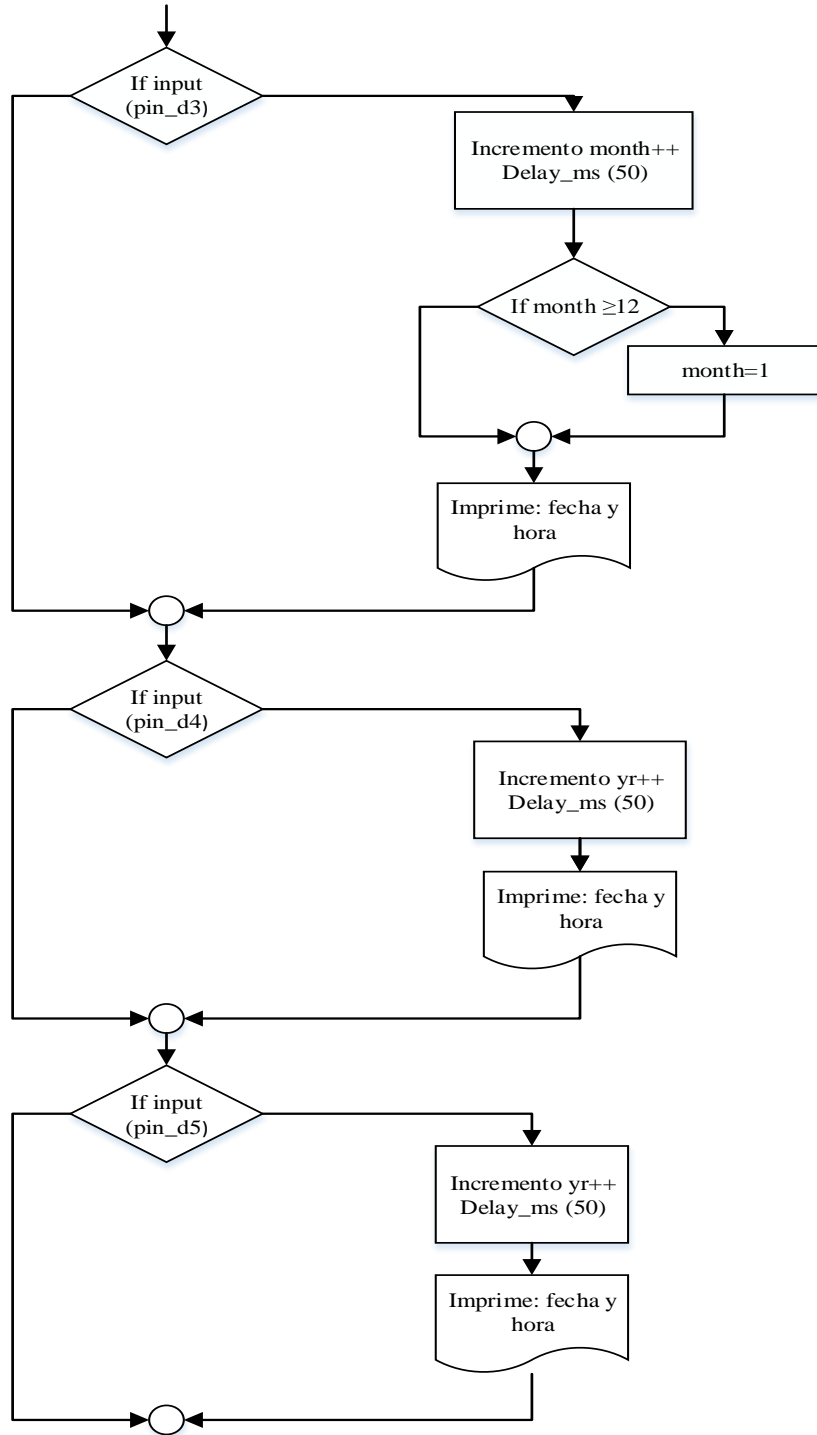 If input
(pin_d3)
Incremento month++
Delay_ms (50)
If month ≥12
month=1
Imprime: fecha y
hora
If input
(pin_d4)
Incremento yr++
Delay_ms (50)
Imprime: fecha y
hora
If input
(pin_d5)
Incremento yr++
Delay_ms (50)
Imprime: fecha y
hora